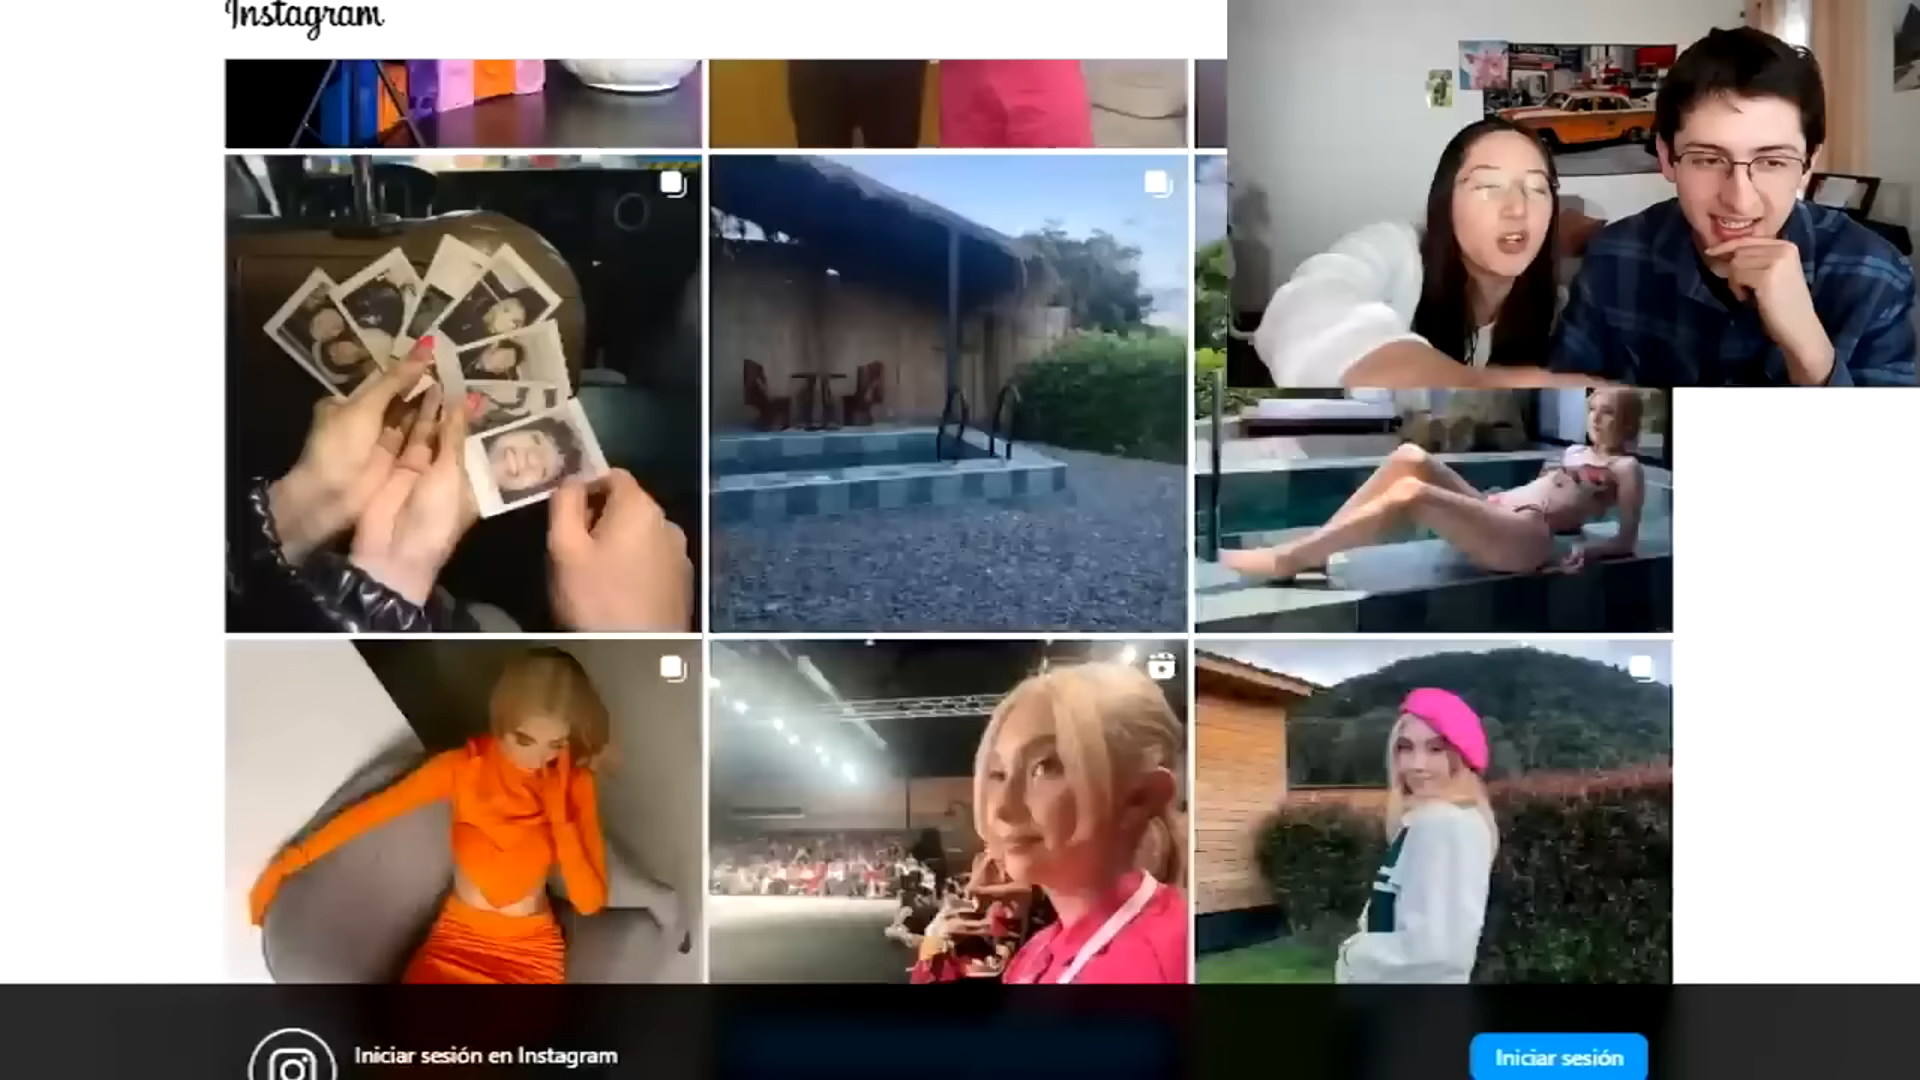 Instagram
Iniciar sesión en Instagram
Iniciar sesión